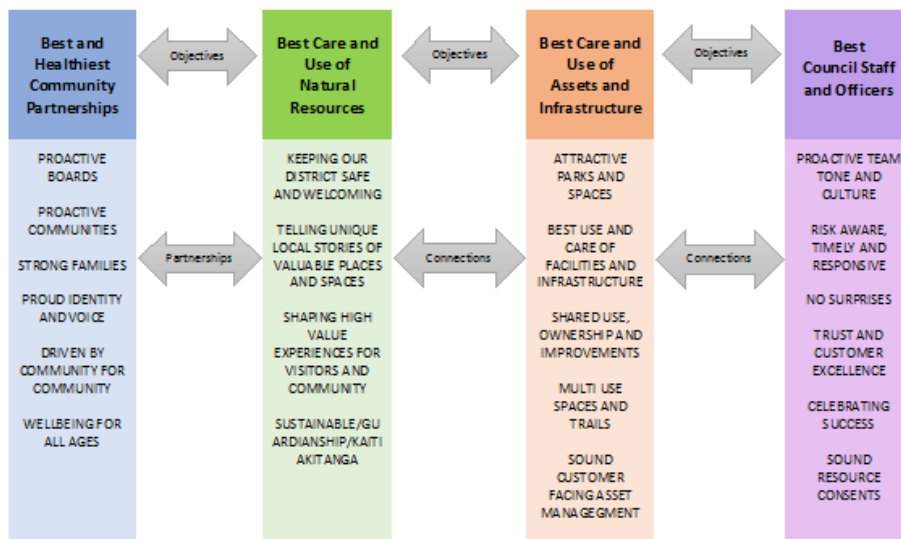 Best and
Healthiest
Community
Partnerships
Objectives
Best Care and
Use of
Natural
Resources
Objectives
Best Care and
Use of
Assets and
Infrastructure
Objectives
Best
Council Staff
and Officers
PROACTIVE
BOARDS
PROACTIVE
COMMUNITIES
STRONG FAMILIES
PROUD IDENTITY
AND VOICE
DRIVEN BY
COMMUNITY FOR
COMMUNITY
WELLBEING FOR
ALL AGES
Partnerships
KEEPING OUR
DISTRICT SAFE
AND WELCOMING
TELLING UNIQUE
LOCAL STORIES OF
VALUABLE PLACES
AND SPACES
SHAPING HIGH
VALUE
EXPERIENCES FOR
VISITORS AND
COMMUNITY
SUSTAINABLE/GU
ARDIANSHIP/KAITI
AKITANGA
Connections
ATTRACTIVE
PARKS AND
SPACES
BEST USE AND
CARE OF
FACILITIES AND
INFRASTRUCTURE
SHARED USE,
OWNERSHIP AND
IMPROVEMENTS
MULTI USE
SPACES AND
TRAILS
SOUND
CUSTOMER
FACING ASSET
MANAGEGMENT
Connections
PROACTIVE TEAM
TONE AND
CULTURE
RISK AWARE,
TIMELY AND
RESPONSIVE
NO SURPRISES
TRUST AND
CUSTOMER
EXCELLENCE
CELEBRATING
SUCCESS
SOUND
RESOURCE
CONSENTS